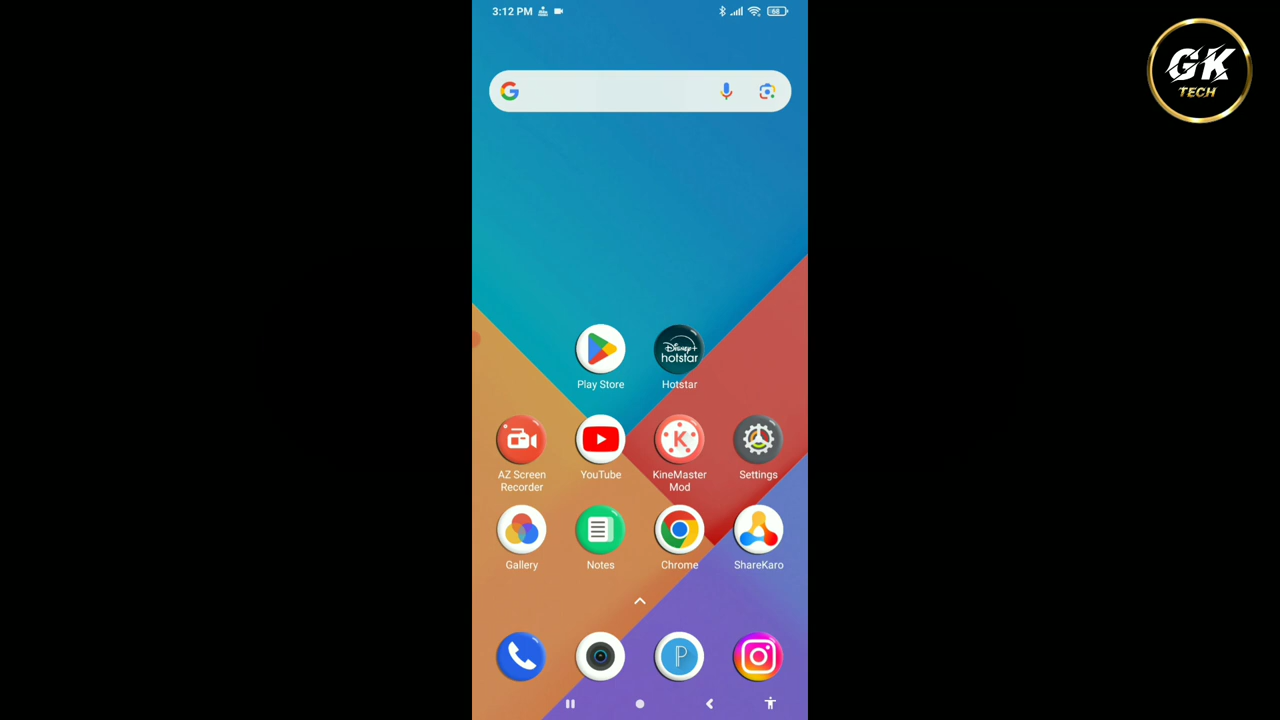 3:12 PM
68
GK
TECH
Play Store
Disney+
hotstar
Hotstar
AZ Screen
Recorder
YouTube
K
KineMaster
Mod
Settings
Gallery
Notes
Chrome
ShareKaro
P